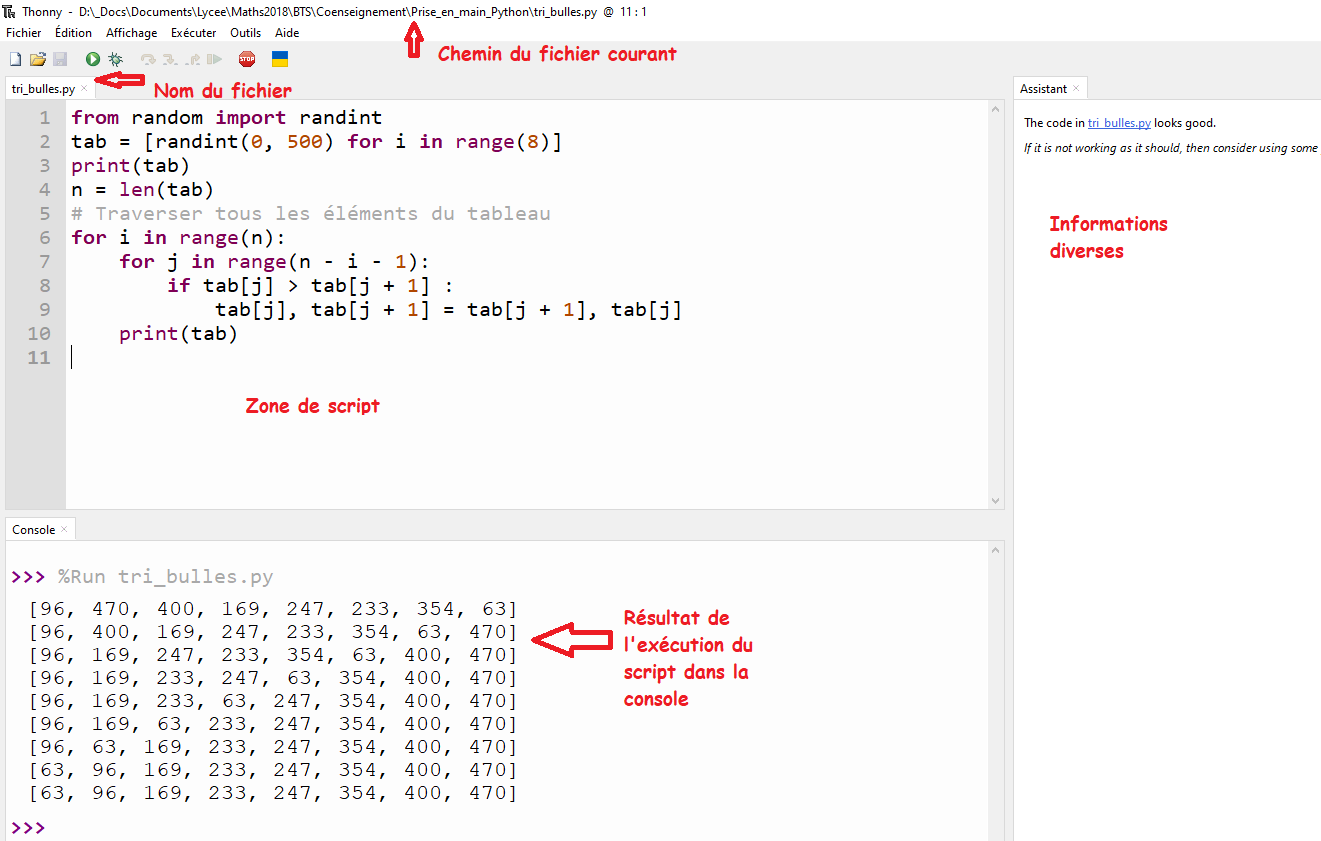 Thonny - D:\_Docs\Documents\Lycee\Maths2018\BTS\Coenseignement\Prise_en_main_Python\tri_bulles.py @ 11 : 1
Fichier Édition Affichage Exécuter Outils Aide
Chemin du fichier courant
STOP
tri_bulles.py ×
Nom du fichier
1 from random import randint
2 tab = [randint(0, 500) for i in range(8)]
3 print(tab)
4 n = len(tab)
5 # Traverser tous les éléments du tableau
6 for i in range(n):
7     for j in range(n - i - 1):
8         if tab[j] > tab[j + 1] :
9             tab[j], tab[j + 1] = tab[j + 1], tab[j]
10     print(tab)
11
Zone de script
Assistant ×
The code in tri_bulles.py looks good.
If it is not working as it should, then consider using some
Informations
diverses
Console ×
>>> %Run tri_bulles.py
[96, 470, 400, 169, 247, 233, 354, 63]
[96, 400, 169, 247, 233, 354, 63, 470]
[96, 169, 247, 233, 354, 63, 400, 470]
[96, 169, 233, 247, 63, 354, 400, 470]
[96, 169, 233, 63, 247, 354, 400, 470]
[96, 169, 63, 233, 247, 354, 400, 470]
[96, 63, 169, 233, 247, 354, 400, 470]
[63, 96, 169, 233, 247, 354, 400, 470]
[63, 96, 169, 233, 247, 354, 400, 470]
>>>
Résultat de
l'exécution du
script dans la
console